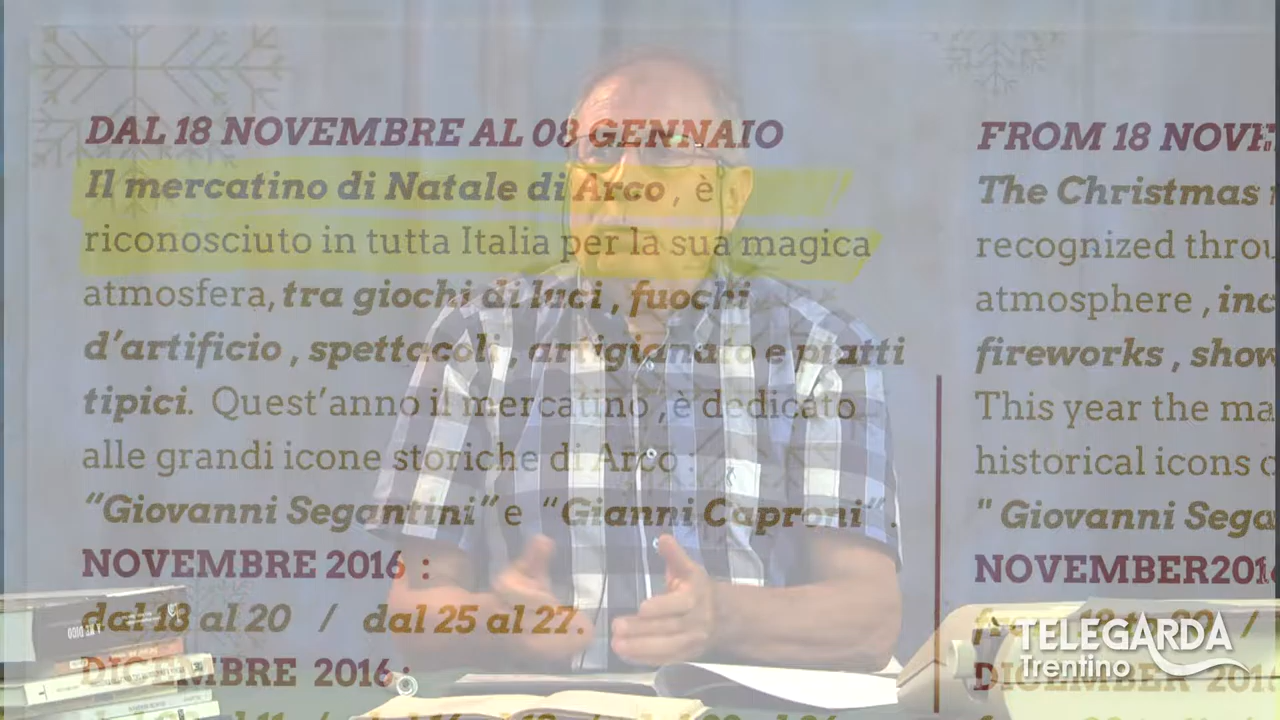 DAL 18 NOVEMBRE AL 08 GENNAIO
Il mercatino di Natale di Arco , è
riconosciuto in tutta Italia per la sua magica
atmosfera, tra giochi di luci , fuochi
d'artificio , spettacoli , artigianato e piatti
tipici. Quest'anno il mercatino , è dedicato
alle grandi icone storiche di Arco :
“Giovanni Segantini” e “Gianni Caproni” .
NOVEMBRE 2016 :
dal 18 al 20 / dal 25 al 27.
DICEMBRE 2016 :
FROM 18 NOVE
The Christmas
recognized throu
atmosphere , inc
fireworks , show
This year the ma
historical icons o
" Giovanni Sega
NOVEMBER 2016
DICEMBER 2016
TELEGARDA
Trentino